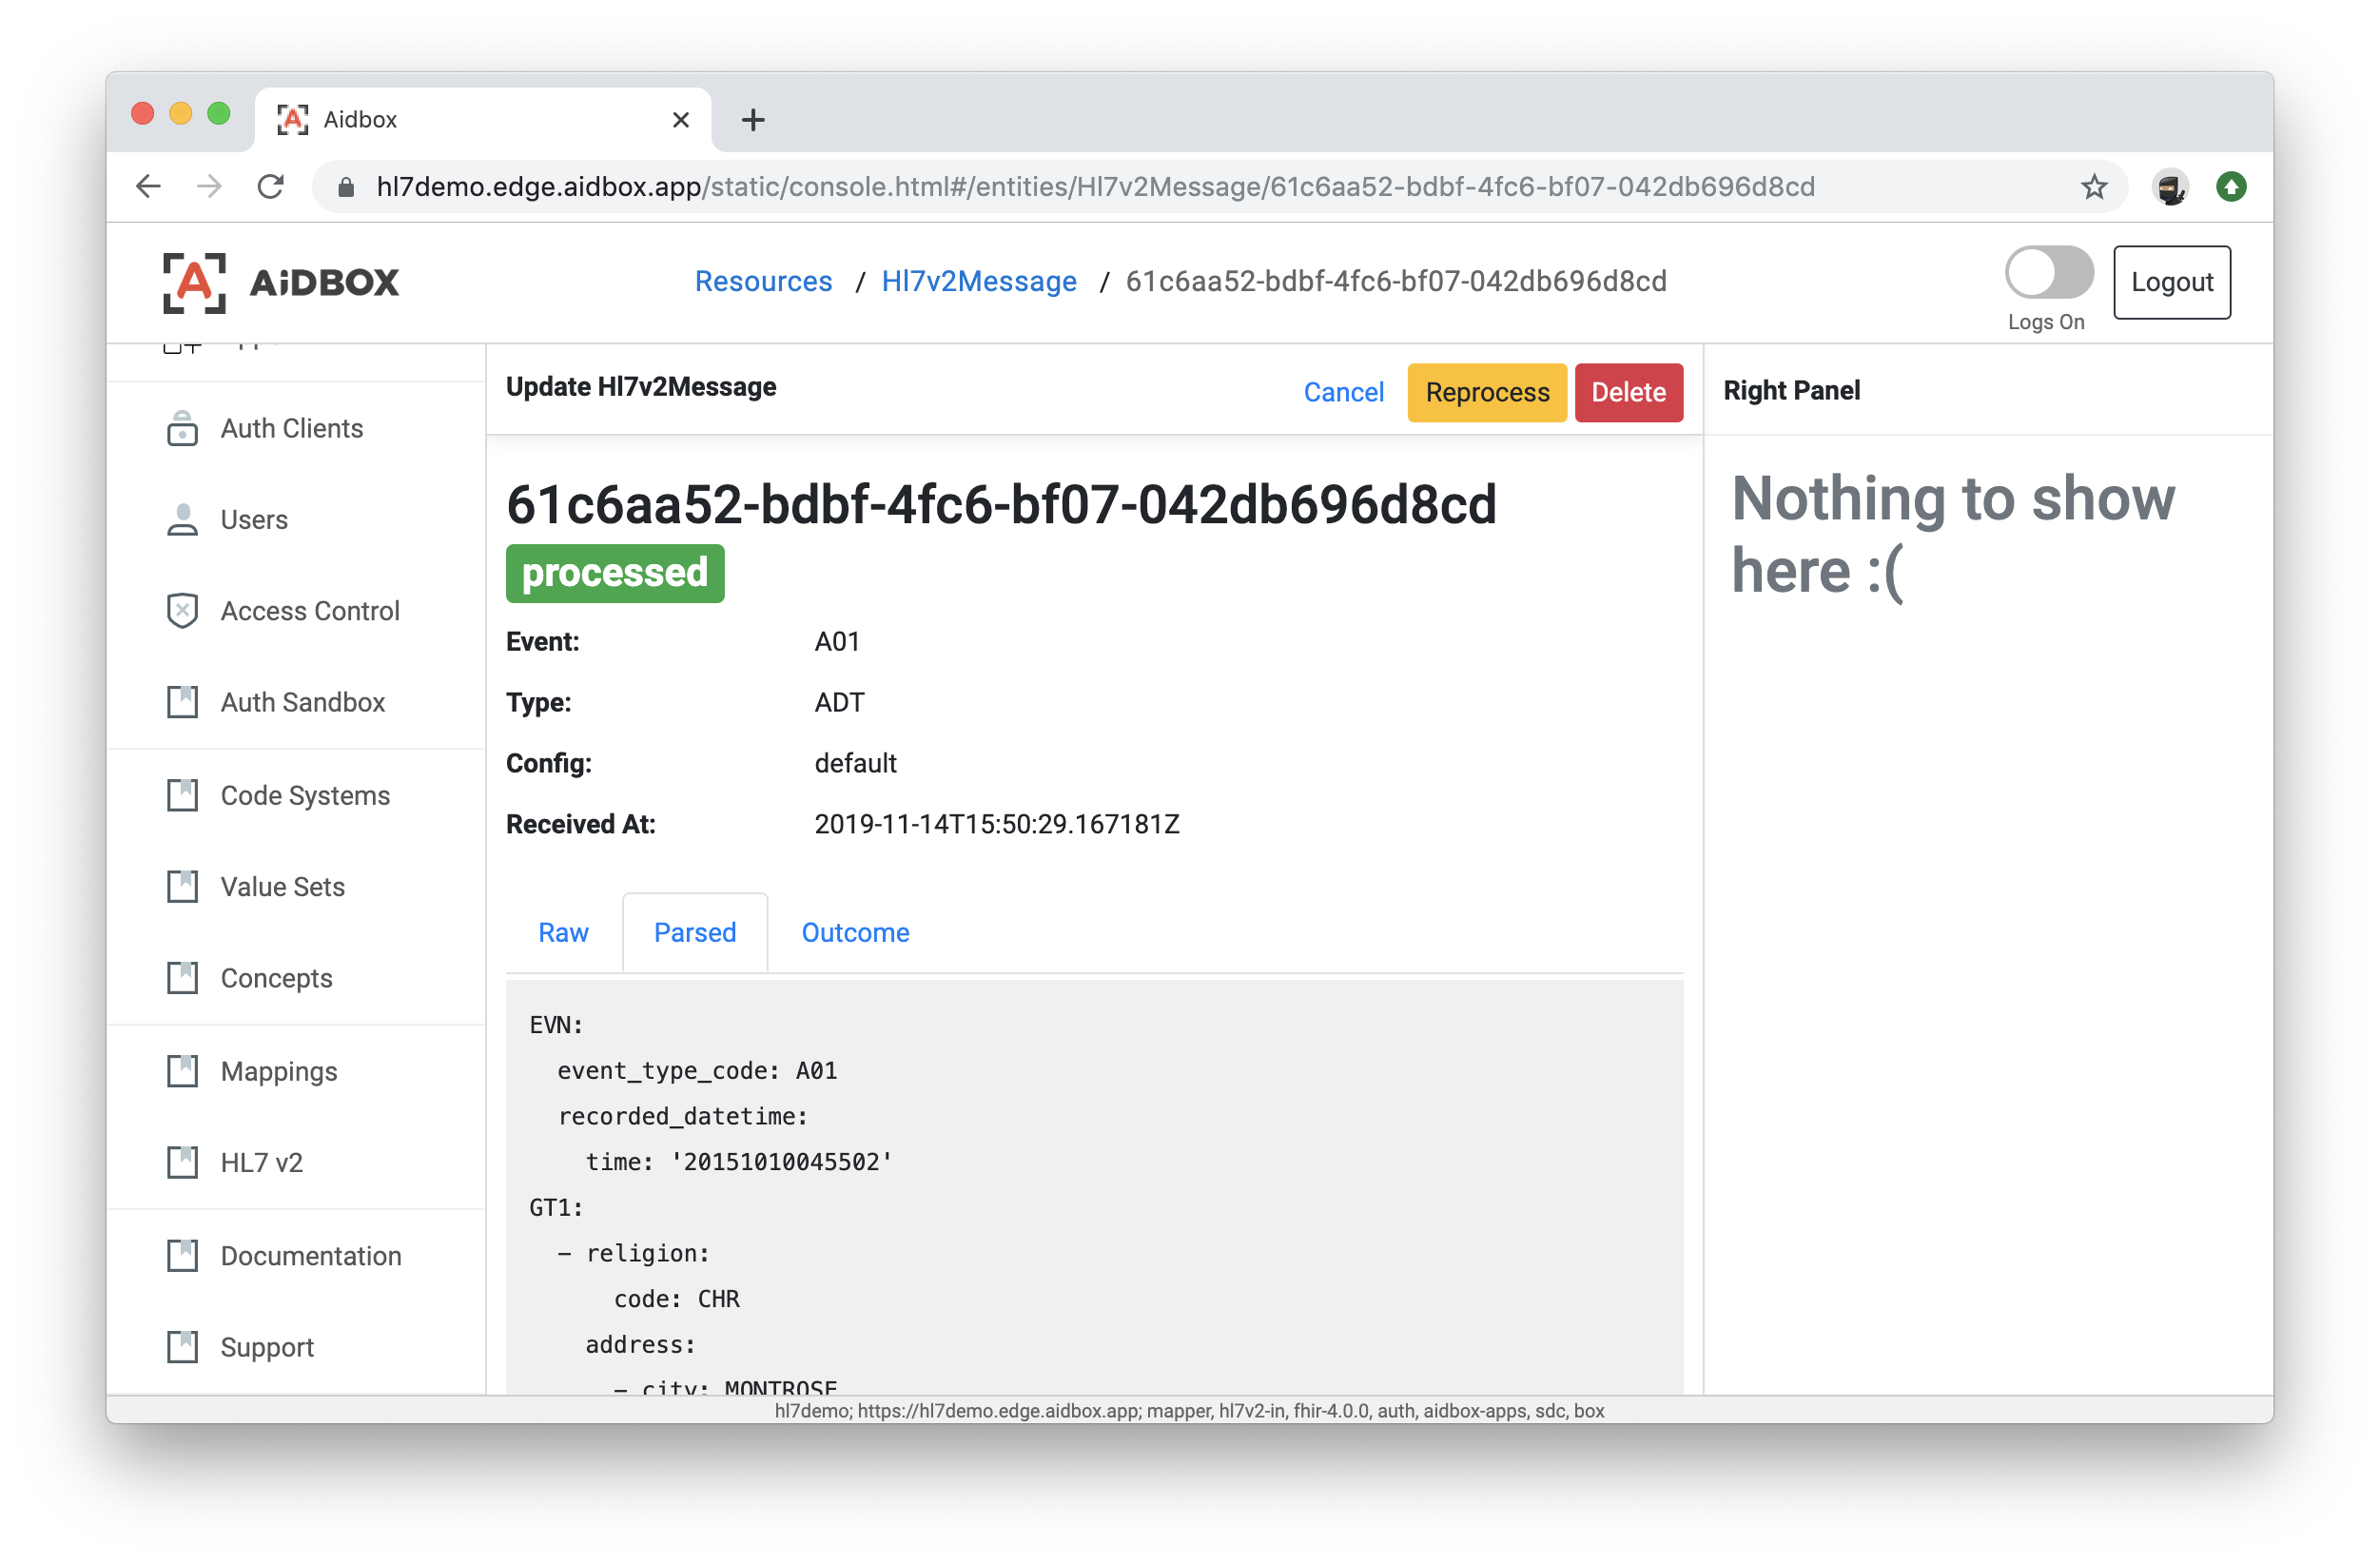 Aidbox
hl7demo.edge.aidbox.app/static/console.html#/entities/Hl7v2Message/61c6aa52-bdbf-4fc6-bf07-042db696d8cd
AiDBOX
Resources / Hl7v2Message / 61c6aa52-bdbf-4fc6-bf07-042db696d8cd
Logs On
Logout
Auth Clients
Users
Access Control
Auth Sandbox
Code Systems
Value Sets
Concepts
Mappings
HL7 v2
Documentation
Support
Update Hl7v2Message
Cancel
Reprocess
Delete
61c6aa52-bdbf-4fc6-bf07-042db696d8cd
processed
Event: A01
Type: ADT
Config: default
Received At: 2019-11-14T15:50:29.167181Z
Raw
Parsed
Outcome
EVN:
event_type_code: A01
recorded_datetime:
time: '20151010045502'
GT1:
- religion:
code: CHR
address:
- city: MONTROSE
Right Panel
Nothing to show
here :(
hl7demo; https://hl7demo.edge.aidbox.app; mapper, hl7v2-in, fhir-4.0.0, auth, aidbox-apps, sdc, box